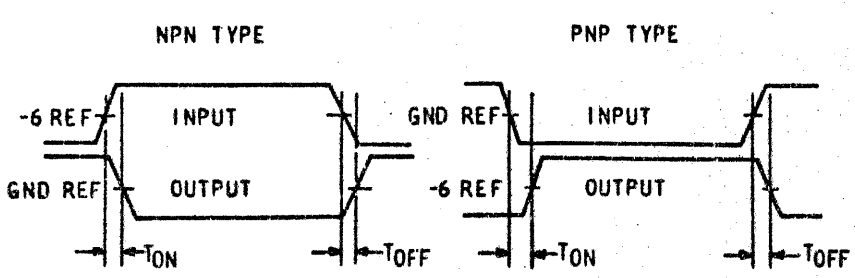 NPN TYPE
PNP TYPE
-6 REF
INPUT
GND REF
INPUT
GND REF
OUTPUT
-6 REF
OUTPUT
TON
TOFF
TON
TOFF